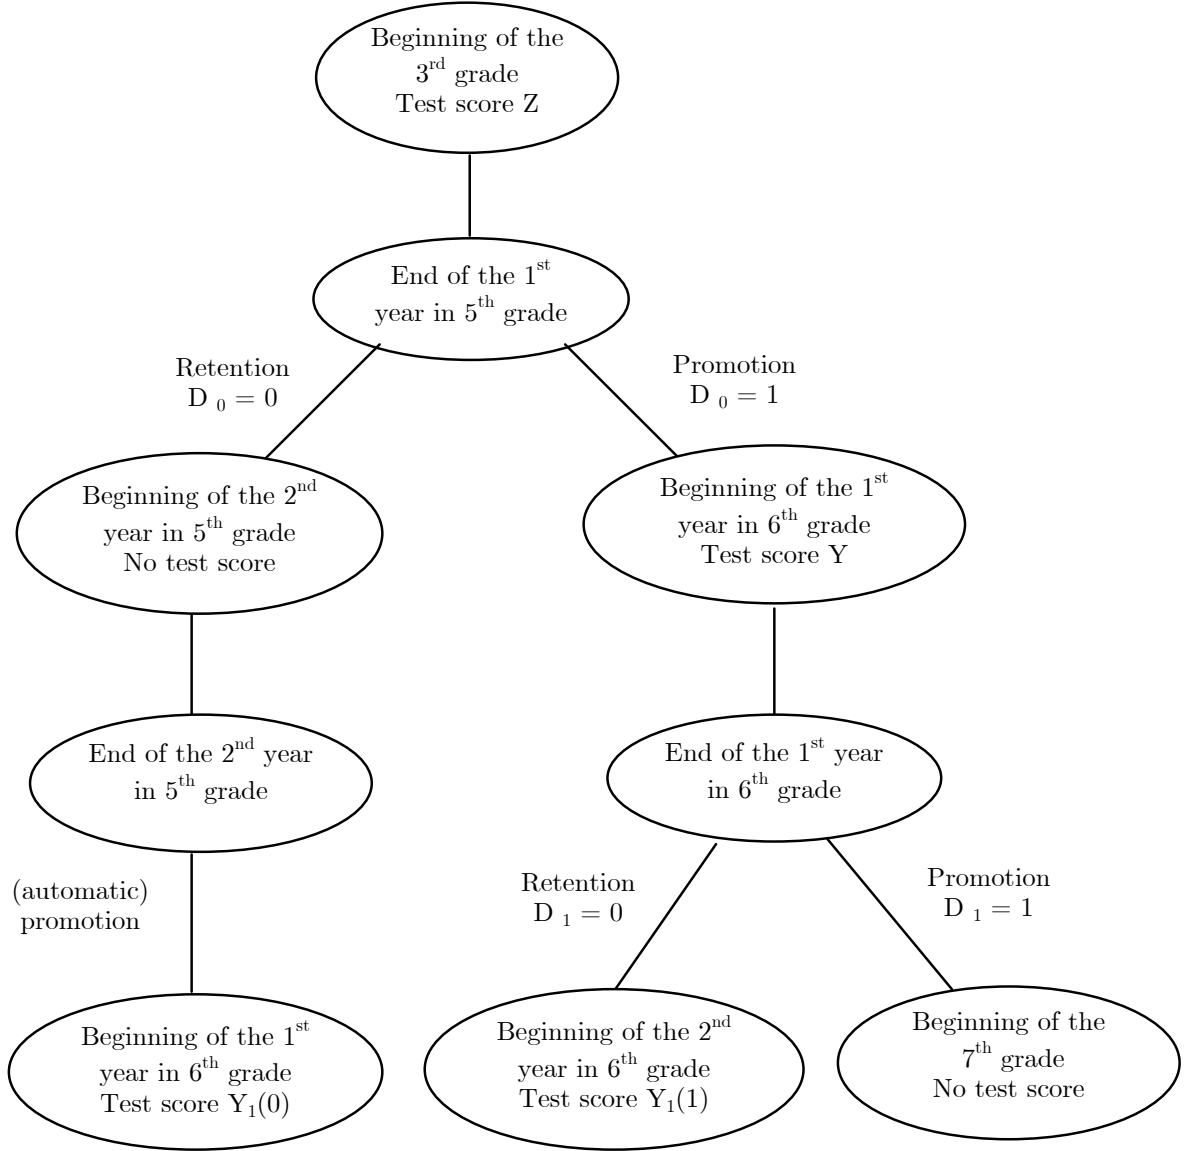 Beginning of the
3rd grade
Test score Z
End of the 1st
year in 5th grade
Retention
D 0 = 0
Promotion
D 0 = 1
Beginning of the 2nd
year in 5th grade
No test score
Beginning of the 1st
year in 6th grade
Test score Y
End of the 2nd year
in 5th grade
End of the 1st year
in 6th grade
(automatic)
promotion
Retention
D 1 = 0
Promotion
D 1 = 1
Beginning of the 1st
year in 6th grade
Test score Y1(0)
Beginning of the 2nd
year in 6th grade
Test score Y1(1)
Beginning of the
7th grade
No test score